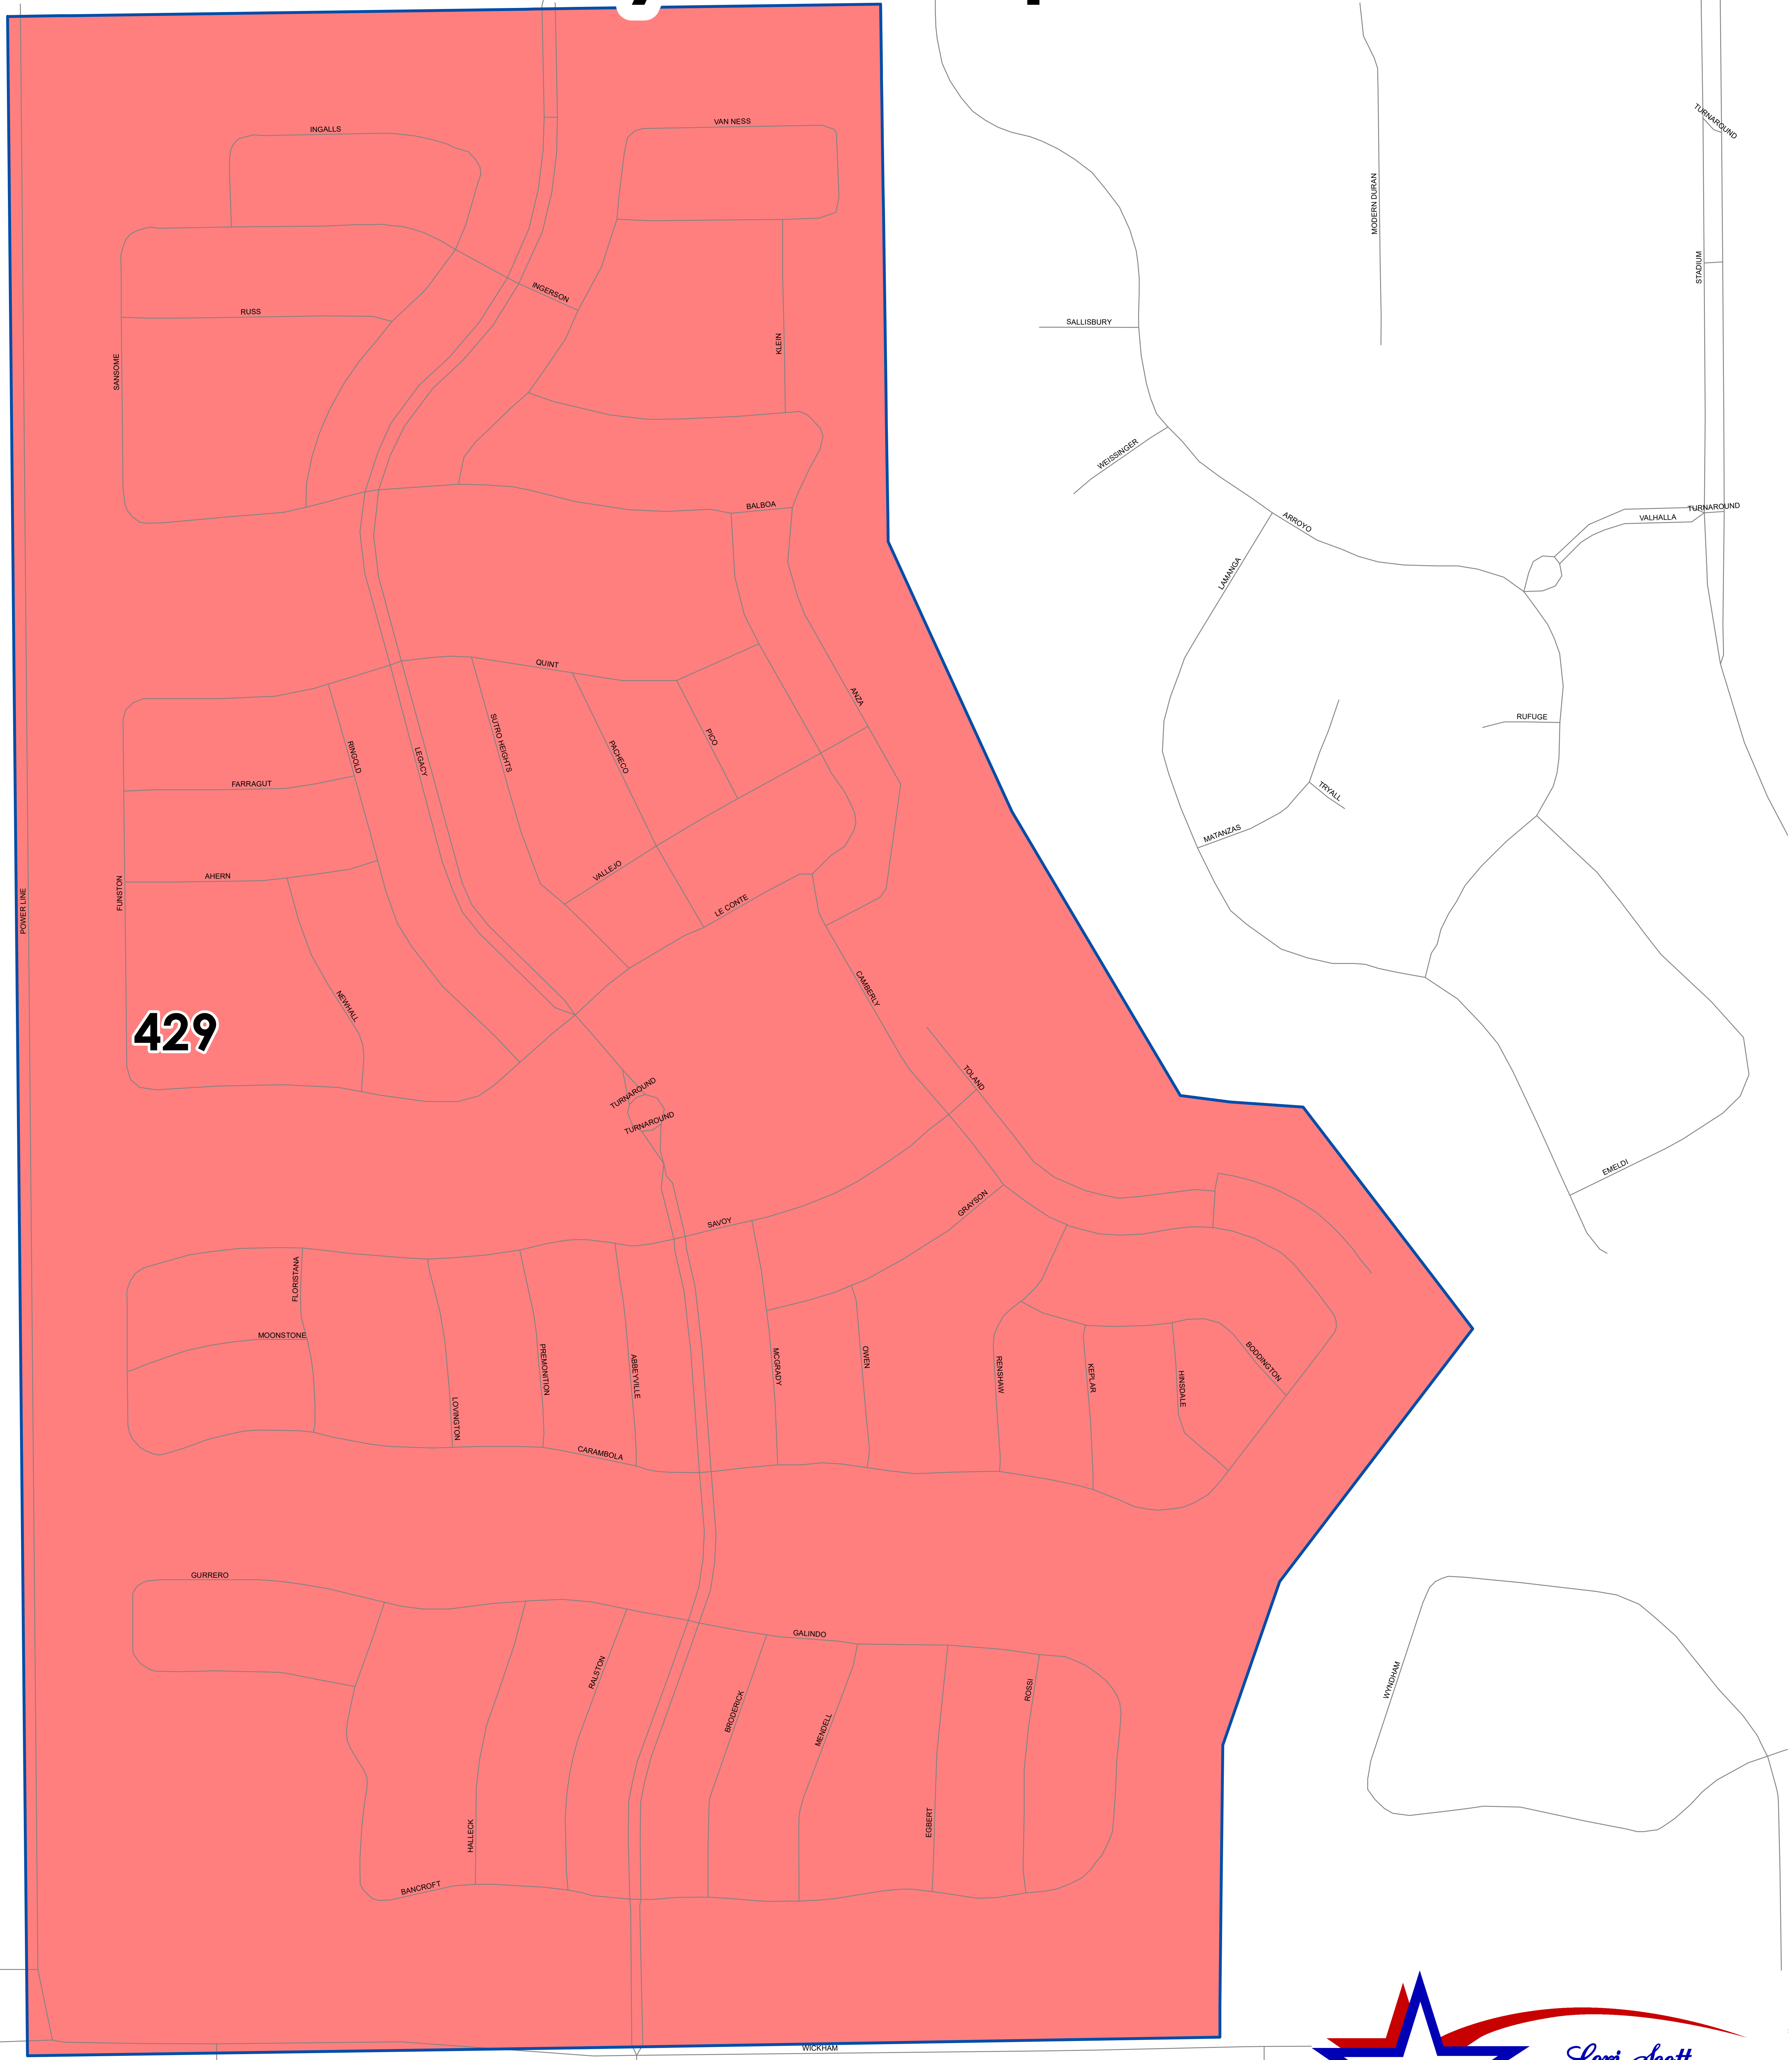 VAN NESS
INGALLS
TURNAROUND
MODERN DURAN
STADIUM
INGERSON
RUSS
SALLISBURY
KLEIN
SANSOME
WEISSINGER
BALBOA
TURNAROUND
VALHALLA
ARROYO
LAMANGA
QUINT
ANZA
RUFUGE
SUTRO HEIGHTS
PICO
RINGOLD
LEGACY
PACHECO
FARRAGUT
TRYALL
MATANZAS
VALLEJO
AHERN
FUNSTON
LE CONTE
POWER LINE
CAMBERLY
NEWHALL
429
TOLAND
TURNAROUND
TURNAROUND
EMELDI
GRAYSON
SAVOY
FLORISTANA
MOONSTONE
BODDINGTON
PREMONITION
ABBEYVILLE
MCGRADY
OWEN
RENSHAW
KEPLAR
HINSDALE
LOVINGTON
CARAMBOLA
GURRERO
GALINDO
RALSTON
WYNDHAM
ROSSI
BRODERICK
MENDELL
EGBERT
HALLECK
BANCROFT
WICKHAM
Lori Scott